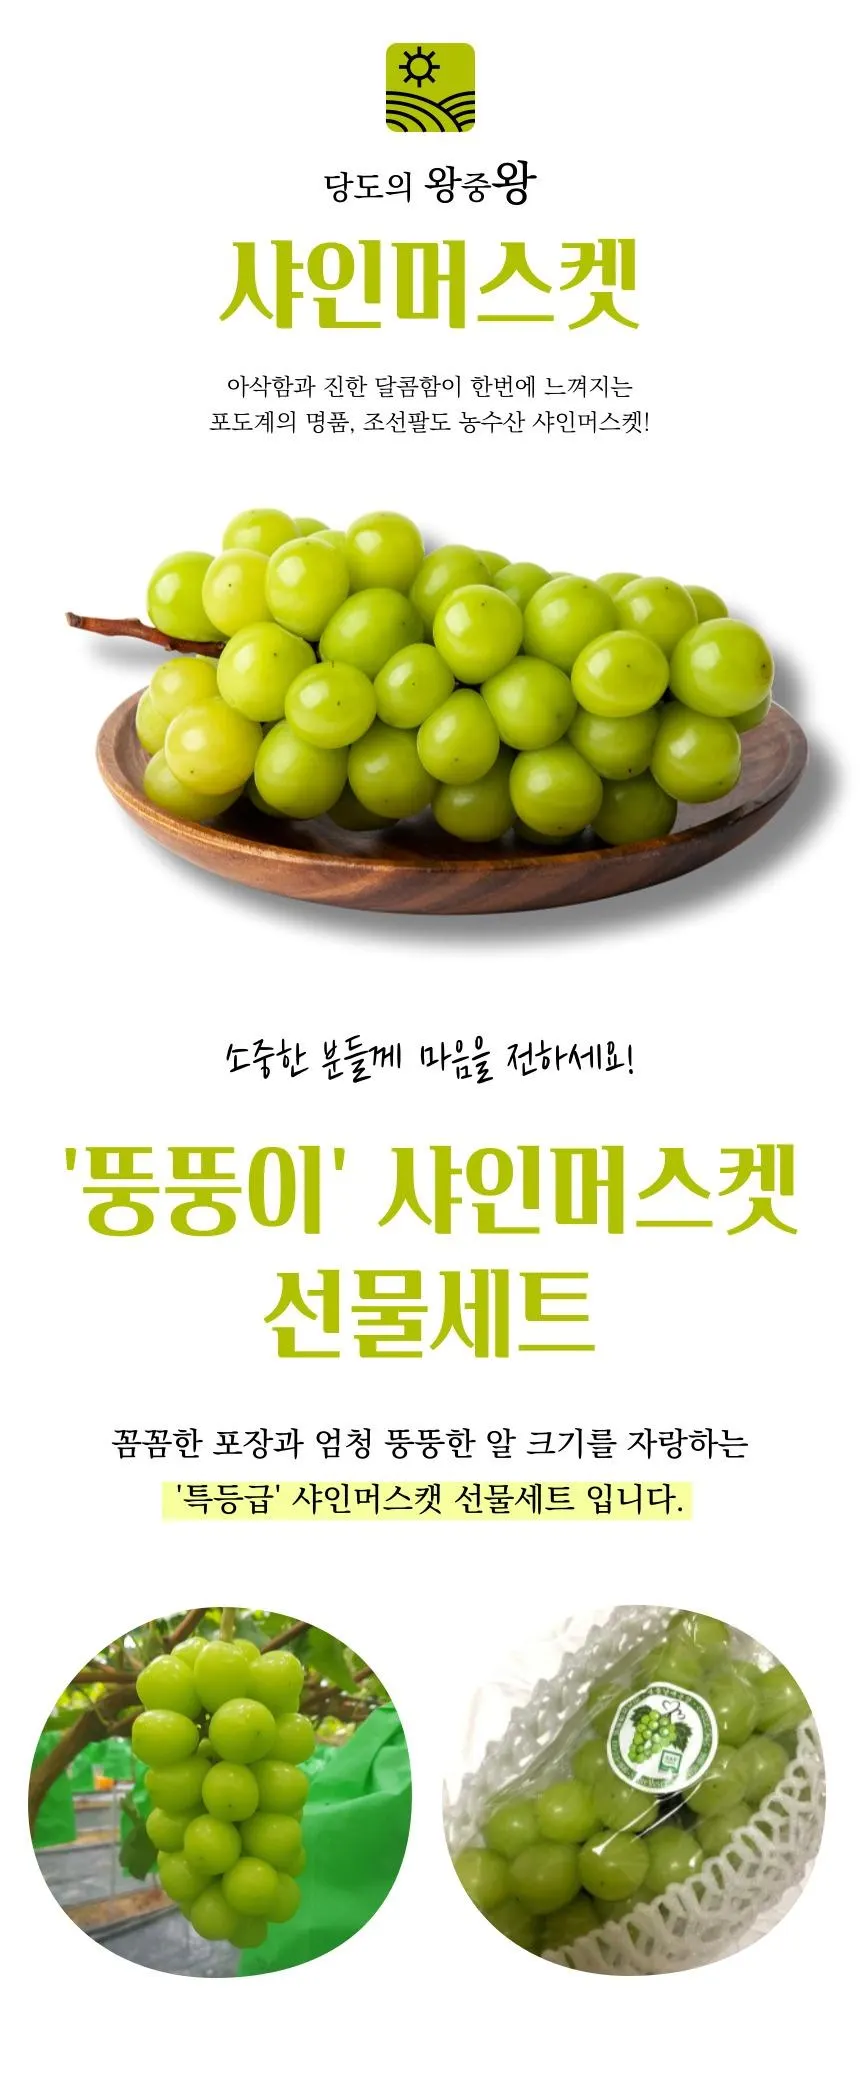 당도의 왕중왕
샤인머스켓
아삭함과 진한 달콤함이 한번에 느껴지는
포도계의 명품, 조선팔도 농수산 샤인머스켓!
소중한 분들께 마음을 전하세요!
'뚱뚱이' 샤인머스켓
선물세트
꼼꼼한 포장과 엄청 뚱뚱한 알 크기를 자랑하는
'특등급' 샤인머스캣 선물세트 입니다.